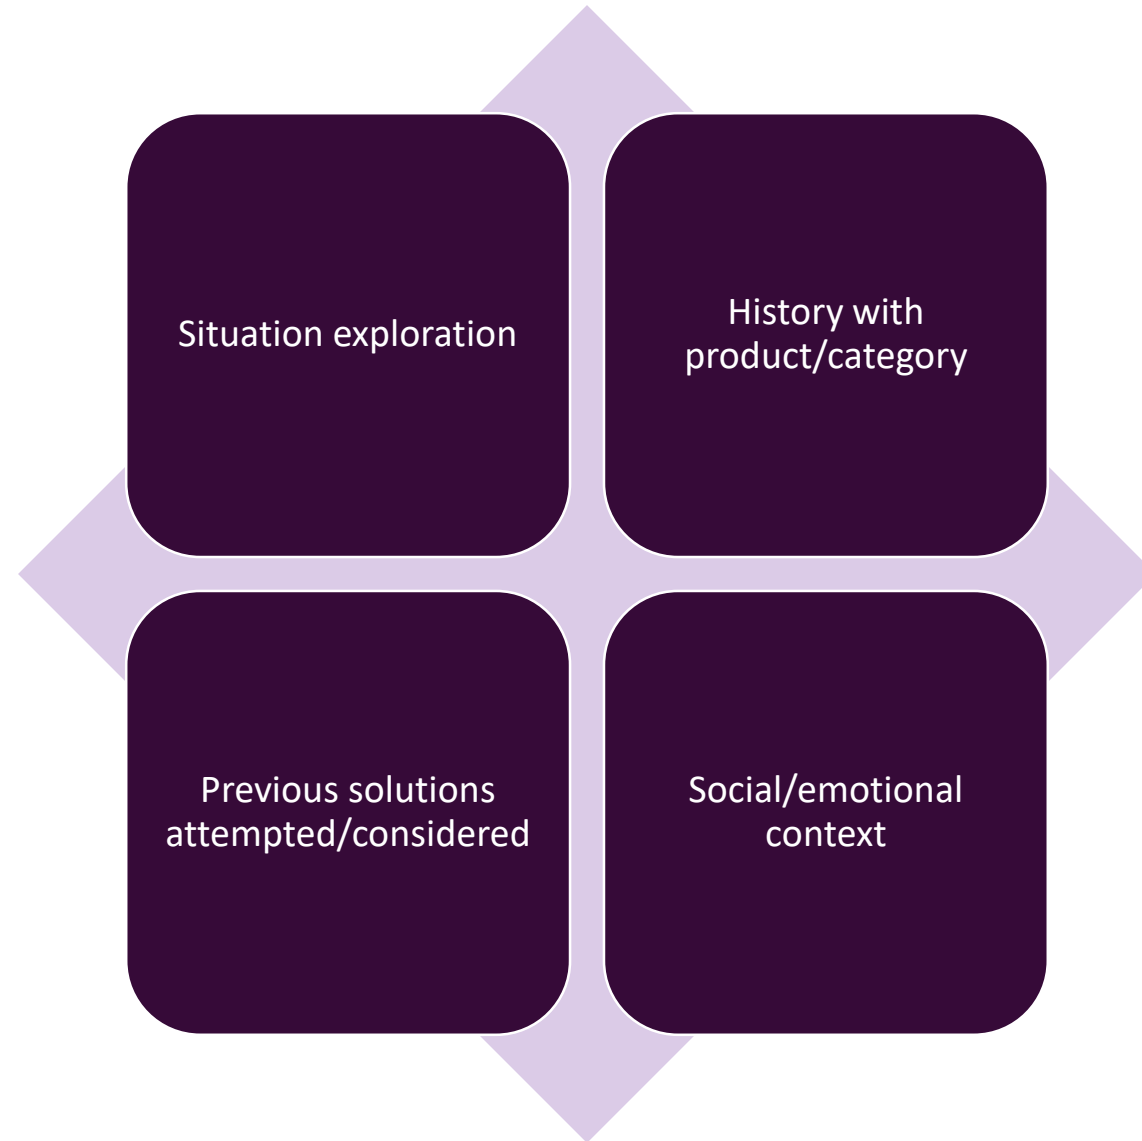 Situation exploration
History with
product/category
Previous solutions
attempted/considered
Social/emotional
context